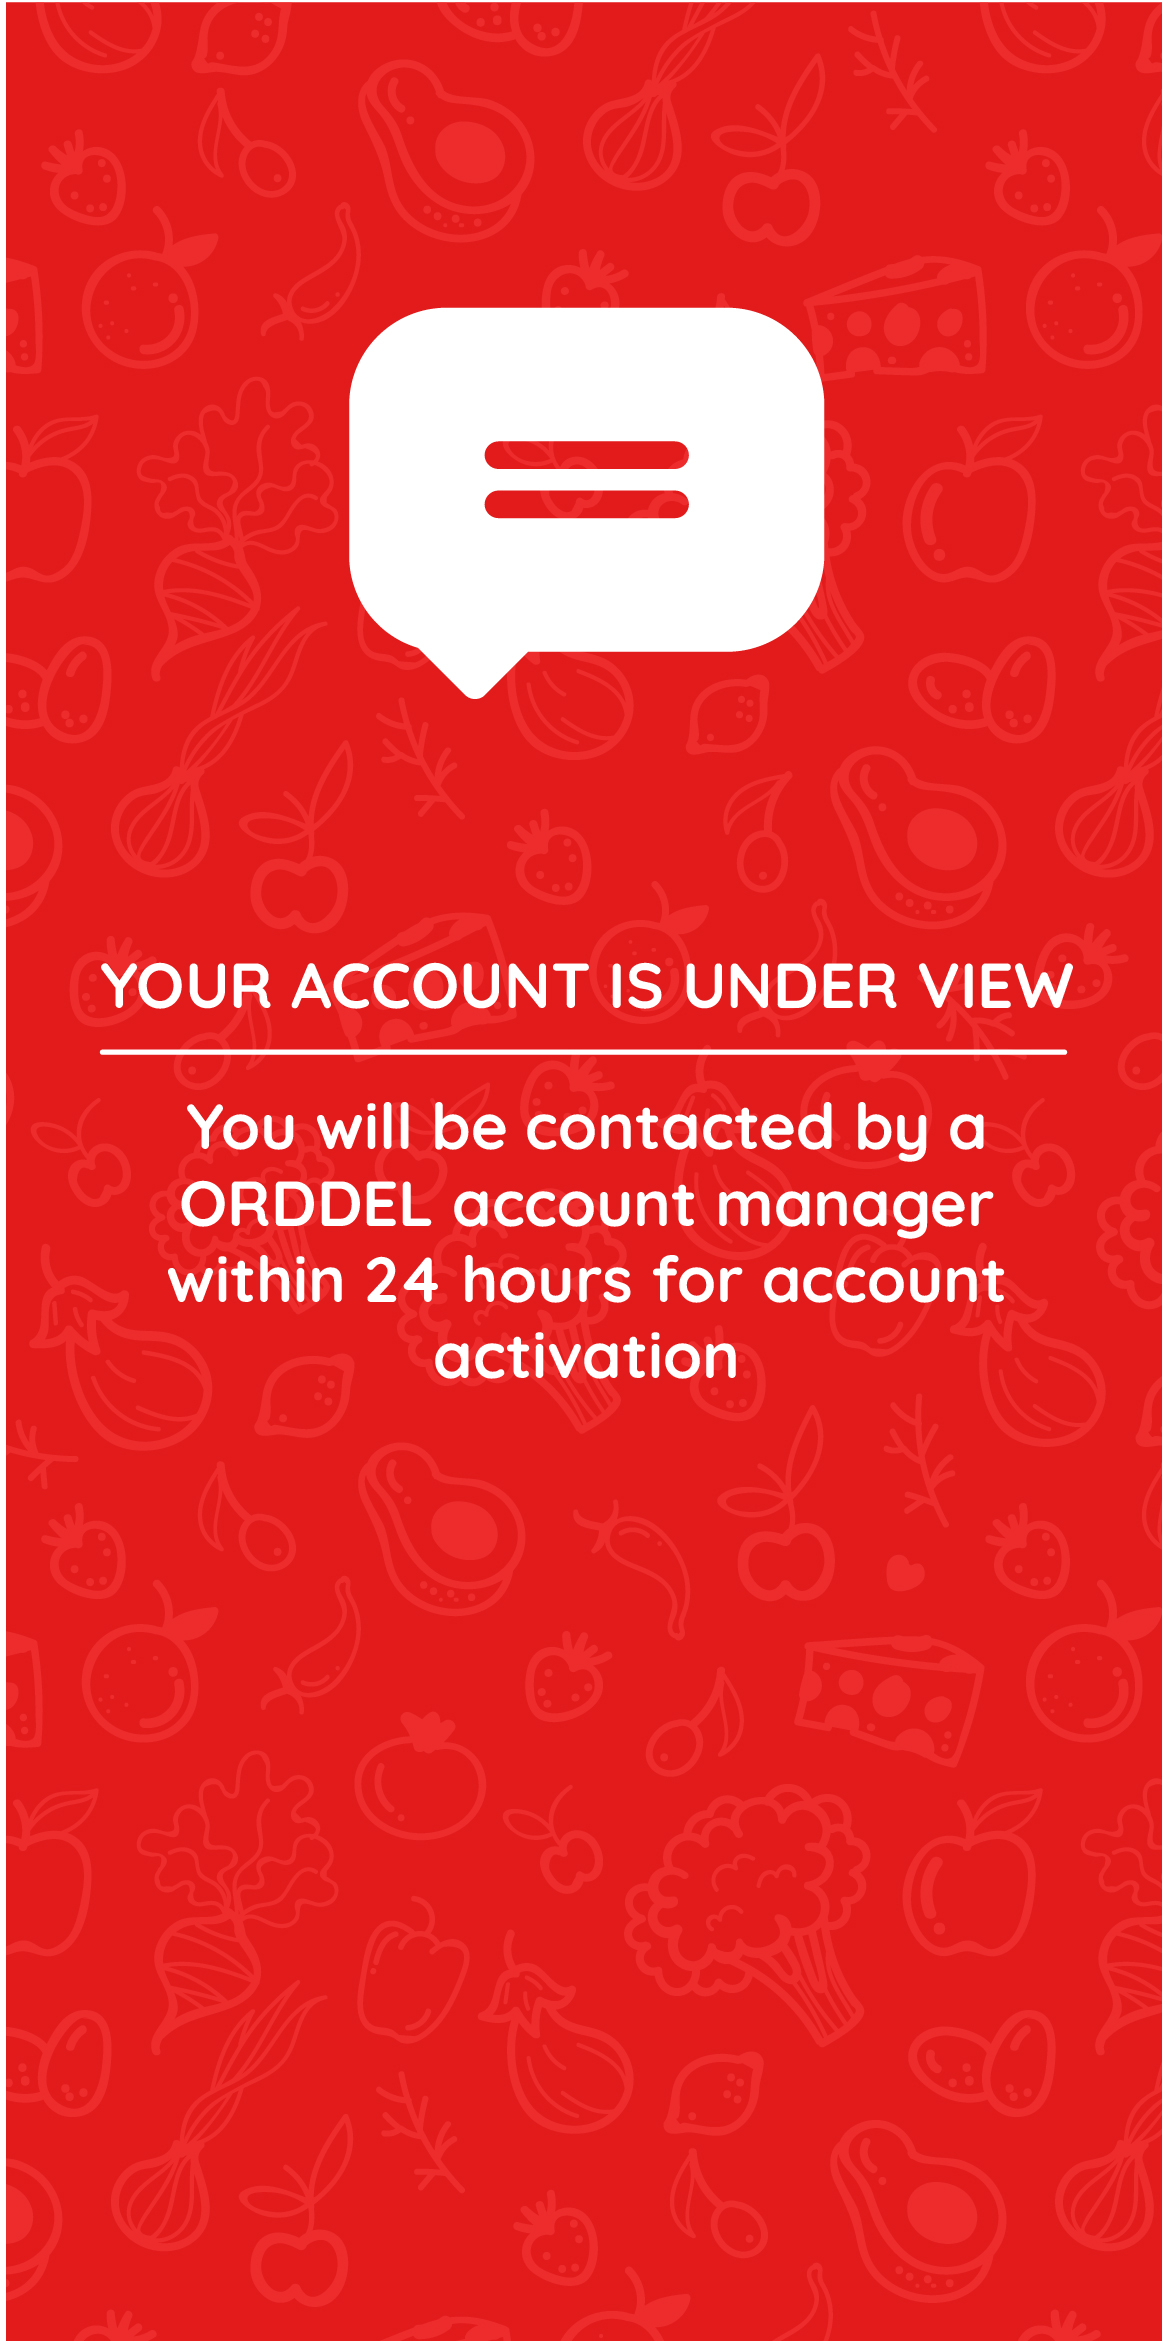 YOUR ACCOUNT IS UNDER VIEW
You will be contacted by a
ORDDEL account manager
within 24 hours for account
activation